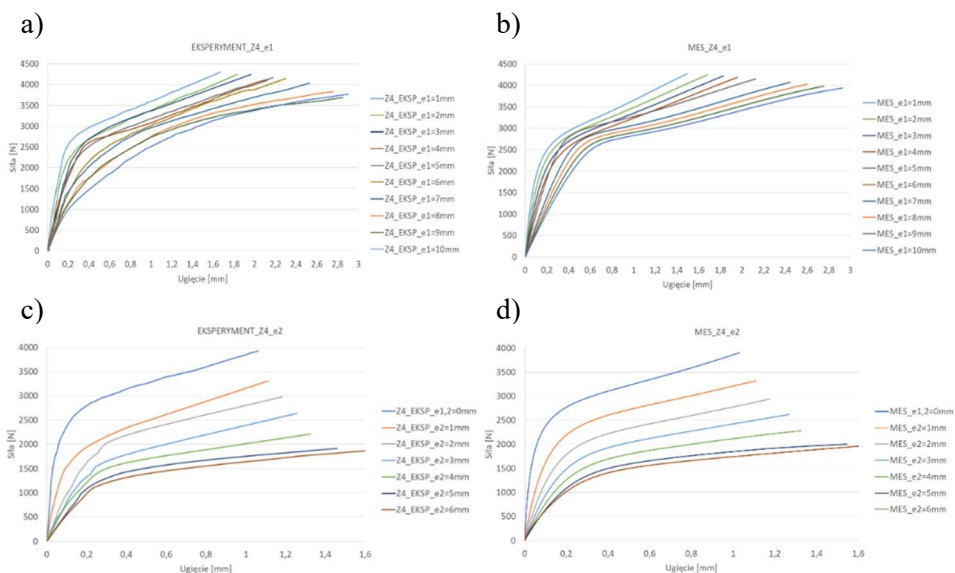 a)
EKSPERYMENT_Z4_e1
Siła [N]
4500
4000
3500
3000
2500
2000
1500
1000
500
0
0 0,2 0,4 0,6 0,8 1 1,2 1,4 1,6 1,8 2 2,2 2,4 2,6 2,8 3
Ugięcie [mm]
Z4_EKSP_e1=1mm
Z4_EKSP_e1=2mm
Z4_EKSP_e1=3mm
Z4_EKSP_e1=4mm
Z4_EKSP_e1=5mm
Z4_EKSP_e1=6mm
Z4_EKSP_e1=7mm
Z4_EKSP_e1=8mm
Z4_EKSP_e1=9mm
Z4_EKSP_e1=10mm
b)
MES_Z4_e1
Siła [N]
4500
4000
3500
3000
2500
2000
1500
1000
500
0
0 0,2 0,4 0,6 0,8 1 1,2 1,4 1,6 1,8 2 2,2 2,4 2,6 2,8 3
Ugięcie [mm]
MES_e1=1mm
MES_e1=2mm
MES_e1=3mm
MES_e1=4mm
MES_e1=5mm
MES_e1=6mm
MES_e1=7mm
MES_e1=8mm
MES_e1=9mm
MES_e1=10mm
c)
EKSPERYMENT_Z4_e2
Siła [N]
4000
3500
3000
2500
2000
1500
1000
500
0
0 0,2 0,4 0,6 0,8 1 1,2 1,4 1,6
Ugięcie [mm]
Z4_EKSP_e1,2=0mm
Z4_EKSP_e2=1mm
Z4_EKSP_e2=2mm
Z4_EKSP_e2=3mm
Z4_EKSP_e2=4mm
Z4_EKSP_e2=5mm
Z4_EKSP_e2=6mm
d)
MES_Z4_e2
Siła [N]
4000
3500
3000
2500
2000
1500
1000
500
0
0 0,2 0,4 0,6 0,8 1 1,2 1,4 1,6
Ugięcie [mm]
MES_e1,2=0mm
MES_e2=1mm
MES_e2=2mm
MES_e2=3mm
MES_e2=4mm
MES_e2=5mm
MES_e2=6mm